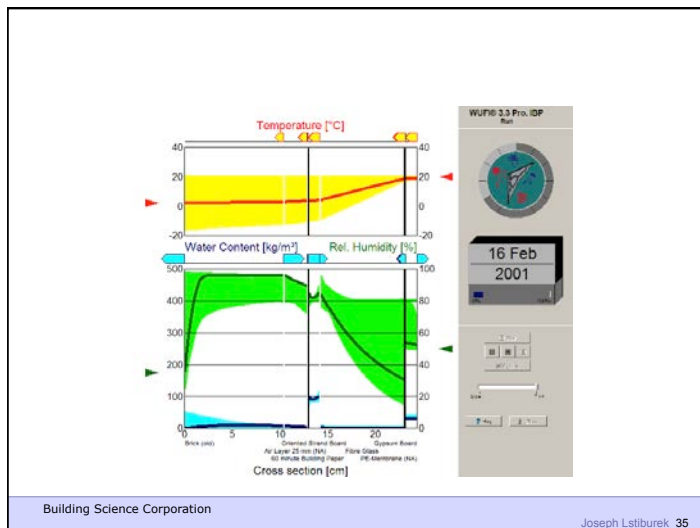 WUFI® 3.3 Pro, IBP
Run
Temperature [°C]
40
20
0
-20
40
20
0
-20
16 Feb
2001
Water Content [kg/m³]
Rel. Humidity [%]
500
400
300
200
100
0
100
80
60
40
20
0
0
5
10
15
20
Brick (old)
Oriented Strand Board
Gypsum Board
Air Layer 25 mm (NA)
Fibre Glass
60 minute Building Paper
PE-Membrane (NA)
Cross section [cm]
Building Science Corporation
Joseph Lstiburek 35